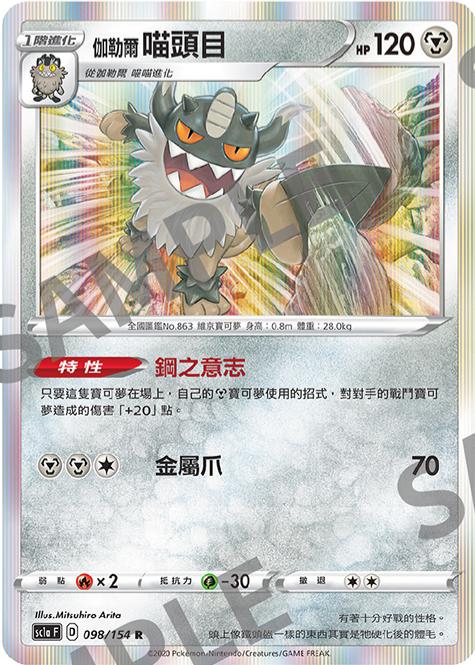 1階進化
伽勒爾 喵頭目
HP 120
從伽勒爾 喵喵進化
全國圖鑑No.863 維京寶可夢 身高：0.8m 體重：28.0kg
特性 鋼之意志
只要這隻寶可夢在場上，自己的寶可夢使用的招式，對對手的戰鬥寶可
夢造成的傷害「+20」點。
金屬爪 70
弱點 ×2 抵抗力 -30 撤退
Illus.Mitsuhiro Arita
sc1a F D 098/154 R
有著十分好戰的性格。
頭上像鐵頭盔一樣的東西其實是牠硬化後的體毛。
©2020 Pokémon/Nintendo/Creatures/GAME FREAK.
SAMPLE
SAMPLE
SAMPLE